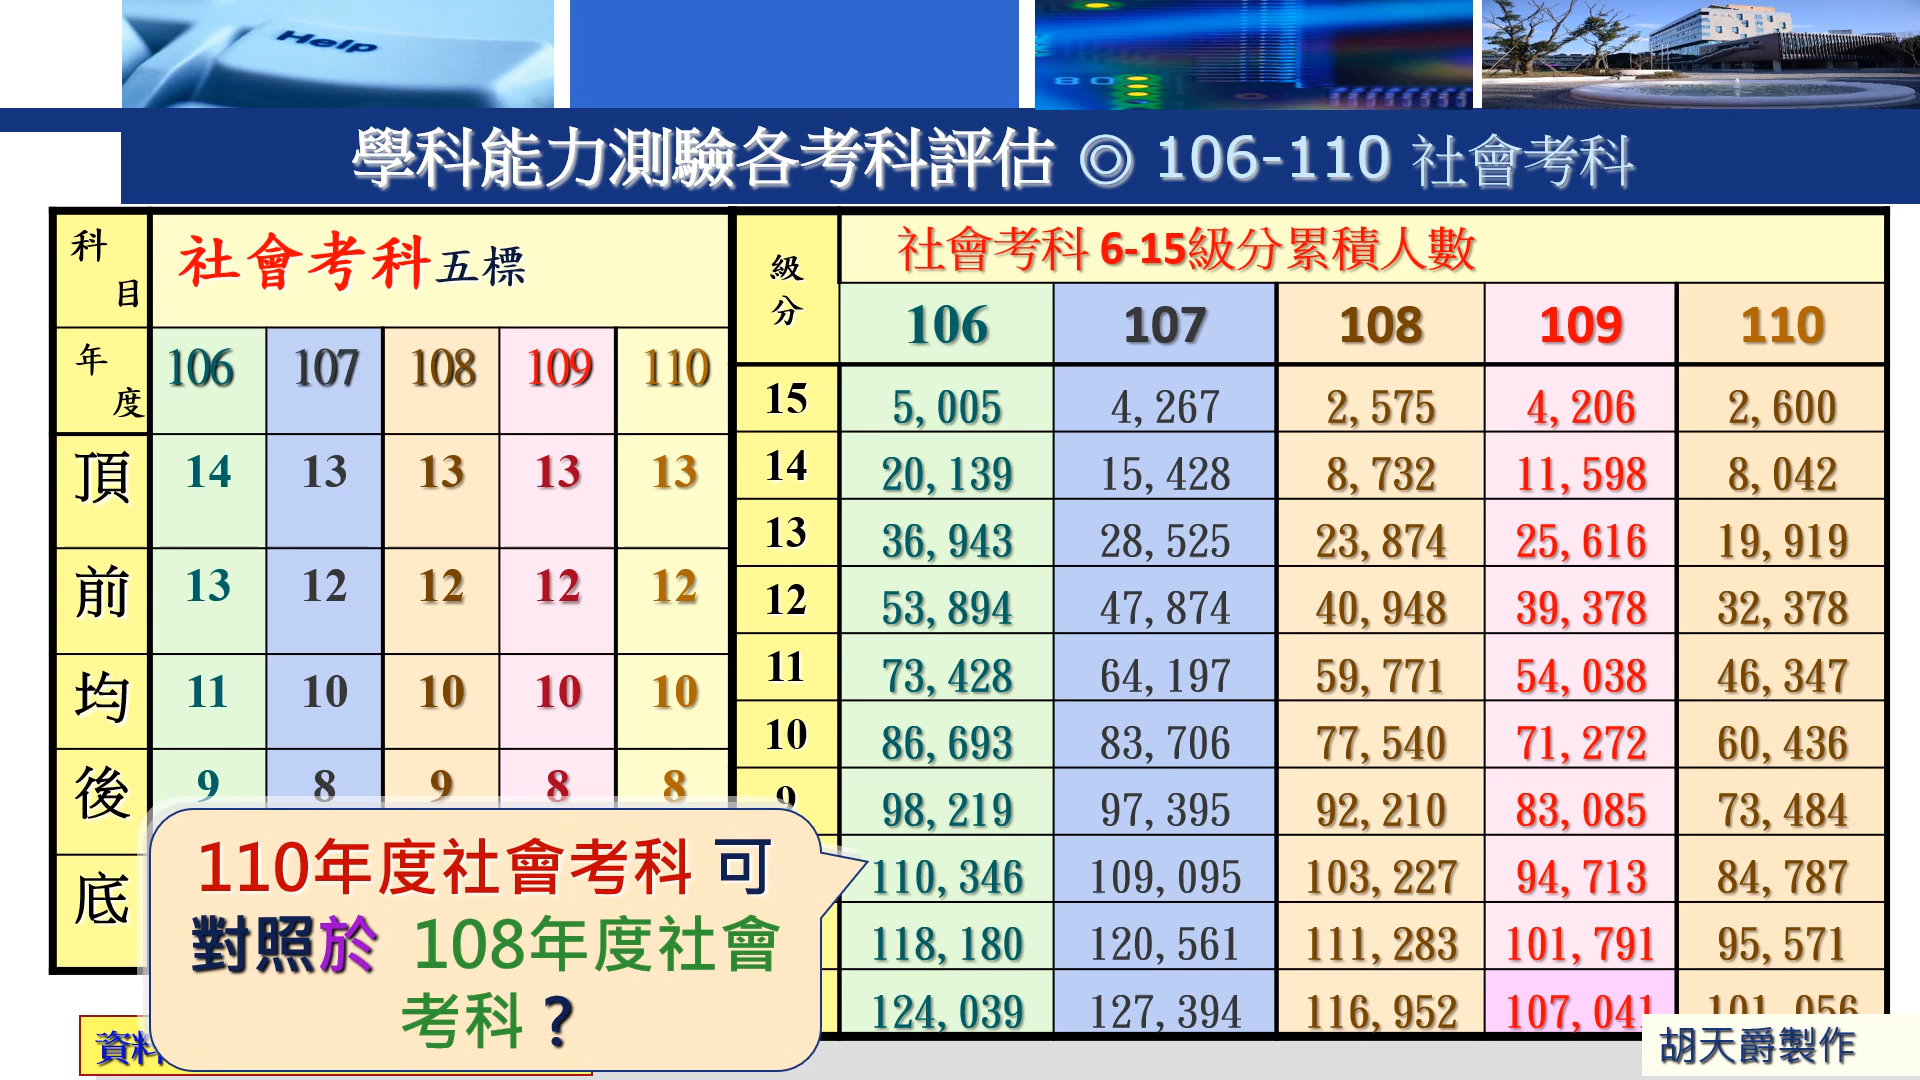 Help
學科能力測驗各考科評估 ◎ 106-110 社會考科
科目
社會考科五標
年度
106 107 108 109 110
頂 14 13 13 13 13
前 13 12 12 12 12
均 11 10 10 10 10
後 9 8 9 8 8
底
級分
社會考科 6-15級分累積人數
106 107 108 109 110
15 5,005 4,267 2,575 4,206 2,600
14 20,139 15,428 8,732 11,598 8,042
13 36,943 28,525 23,874 25,616 19,919
12 53,894 47,874 40,948 39,378 32,378
11 73,428 64,197 59,771 54,038 46,347
10 86,693 83,706 77,540 71,272 60,436
9 98,219 97,395 92,210 83,085 73,484
110,346 109,095 103,227 94,713 84,787
118,180 120,561 111,283 101,791 95,571
124,039 127,394 116,952 107,041 101,056
110年度社會考科 可
對照於 108年度社會
考科？
資料
胡天爵製作